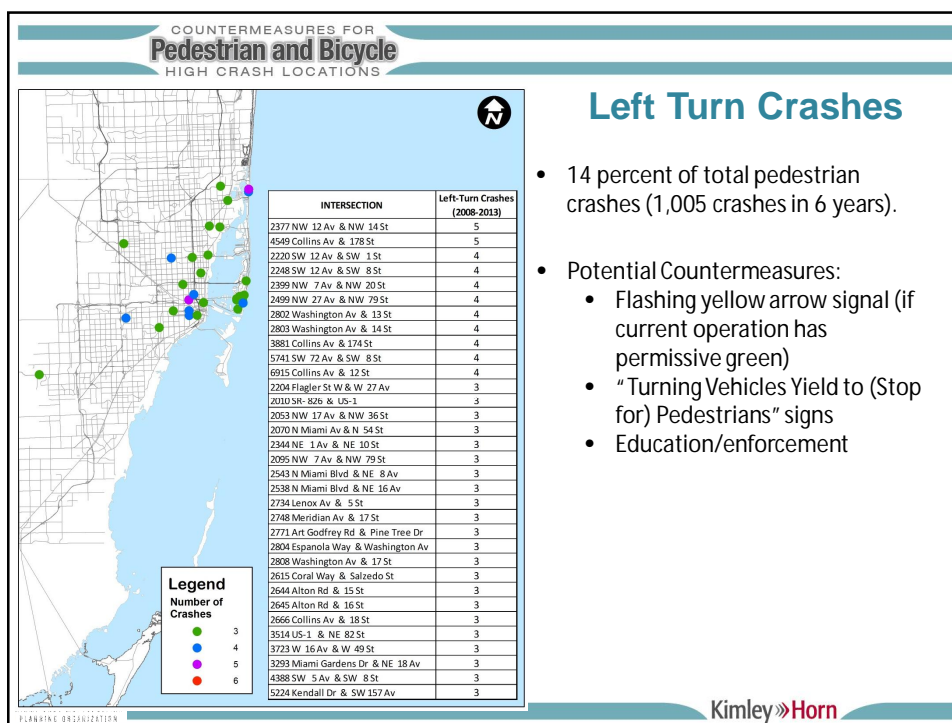 COUNTERMEASURES FOR
Pedestrian and Bicycle
HIGH CRASH LOCATIONS
Left Turn Crashes
• 14 percent of total pedestrian
crashes (1,005 crashes in 6 years).
• Potential Countermeasures:
• Flashing yellow arrow signal (if
current operation has
permissive green)
• "Turning Vehicles Yield to (Stop
for) Pedestrians" signs
• Education/enforcement
N
INTERSECTION Left-Turn Crashes
(2008-2013)
2377 NW 12 Av & NW 14 St 5
4549 Collins Av & 178 St 5
2220 SW 12 Av & SW 1 St 4
2248 SW 12 Av & SW 8 St 4
2399 NW 7 Av & NW 20 St 4
2499 NW 27 Av & NW 79 St 4
2802 Washington Av & 13 St 4
2803 Washington Av & 14 St 4
3881 Collins Av & 174 St 4
5741 SW 72 Av & SW 8 St 4
6915 Collins Av & 12 St 4
2204 Flagler St W & W 27 Av 3
2010 SR- 826 & US-1 3
2053 NW 17 Av & NW 36 St 3
2070 N Miami Av & N 54 St 3
2344 NE 1 Av & NE 10 St 3
2095 NW 7 Av & NW 79 St 3
2543 N Miami Blvd & NE 8 Av 3
2538 N Miami Blvd & NE 16 Av 3
2734 Lenox Av & 5 St 3
2748 Meridian Av & 17 St 3
2771 Art Godfrey Rd & Pine Tree Dr 3
2804 Espanola Way & Washington Av 3
2808 Washington Av & 17 St 3
2615 Coral Way & Salzedo St 3
2644 Alton Rd & 15 St 3
2645 Alton Rd & 16 St 3
2666 Collins Av & 18 St 3
3514 US-1 & NE 82 St 3
3723 W 16 Av & W 49 St 3
3293 Miami Gardens Dr & NE 18 Av 3
4388 SW 5 Av & SW 8 St 3
5224 Kendall Dr & SW 157 Av 3
Legend
Number of
Crashes
3
4
5
6
PLANNING ORGANIZATION
Kimley»Horn